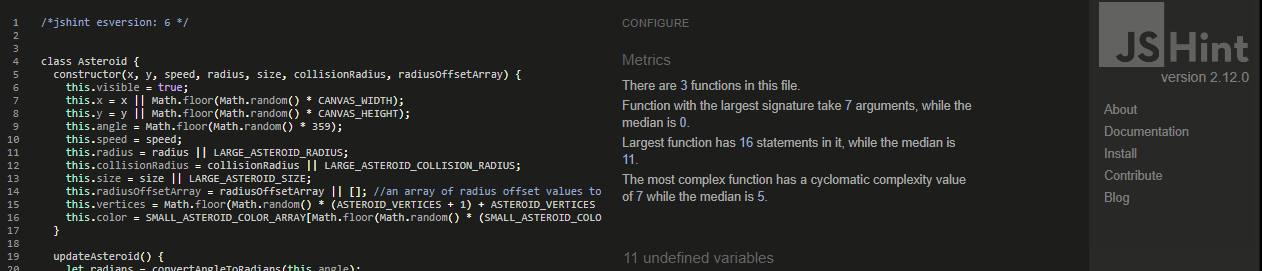 1 /*jshint esversion: 6 */
2
3
4 class Asteroid {
5 constructor(x, y, speed, radius, size, collisionRadius, radiusOffsetArray) {
6 this.visible = true;
7 this.x = x || Math.floor(Math.random() * CANVAS_WIDTH);
8 this.y = y || Math.floor(Math.random() * CANVAS_HEIGHT);
9 this.angle = Math.floor(Math.random() * 359);
10 this.speed = speed;
11 this.radius = radius || LARGE_ASTEROID_RADIUS;
12 this.collisionRadius = collisionRadius || LARGE_ASTEROID_COLLISION_RADIUS;
13 this.size = size || LARGE_ASTEROID_SIZE;
14 this.radiusOffsetArray = radiusOffsetArray || []; //an array of radius offset values to
15 this.vertices = Math.floor(Math.random() * (ASTEROID_VERTICES + 1) + ASTEROID_VERTICES
16 this.color = SMALL_ASTEROID_COLOR_ARRAY[Math.floor(Math.random() * (SMALL_ASTEROID_COLO
17 }
18
19 updateAsteroid() {
20 let radians = convertAngleToRadians(this.angle);
CONFIGURE
Metrics
There are 3 functions in this file.
Function with the largest signature take 7 arguments, while the
median is 0.
Largest function has 16 statements in it, while the median is
11.
The most complex function has a cyclomatic complexity value
of 7 while the median is 5.
11 undefined variables
JSHint
version 2.12.0
About
Documentation
Install
Contribute
Blog